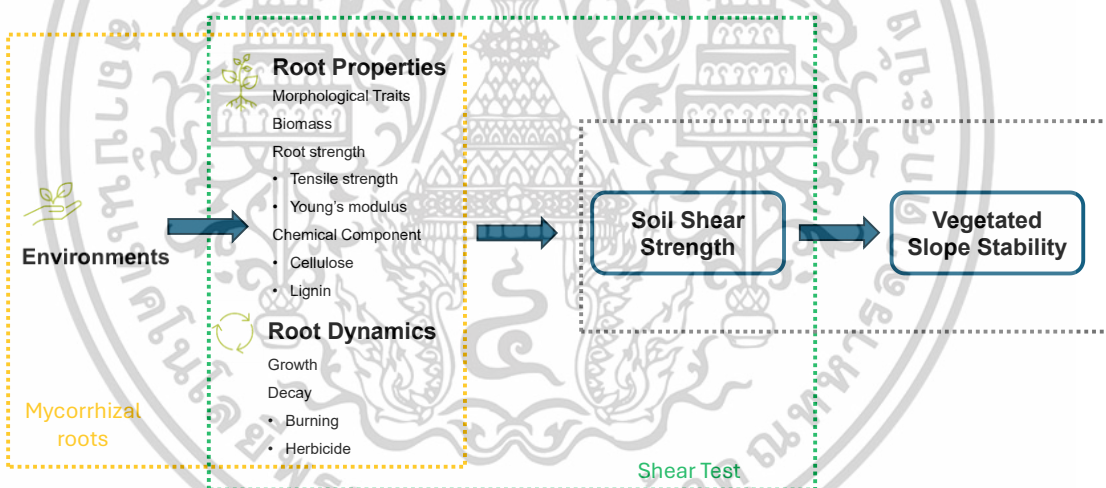 Root Properties
Morphological Traits
Biomass
Root strength
• Tensile strength
• Young's modulus
Chemical Component
• Cellulose
• Lignin
Environments
Root Dynamics
Growth
Decay
• Burning
• Herbicide
Mycorrhizal
roots
Soil Shear
Strength
Vegetated
Slope Stability
Shear Test